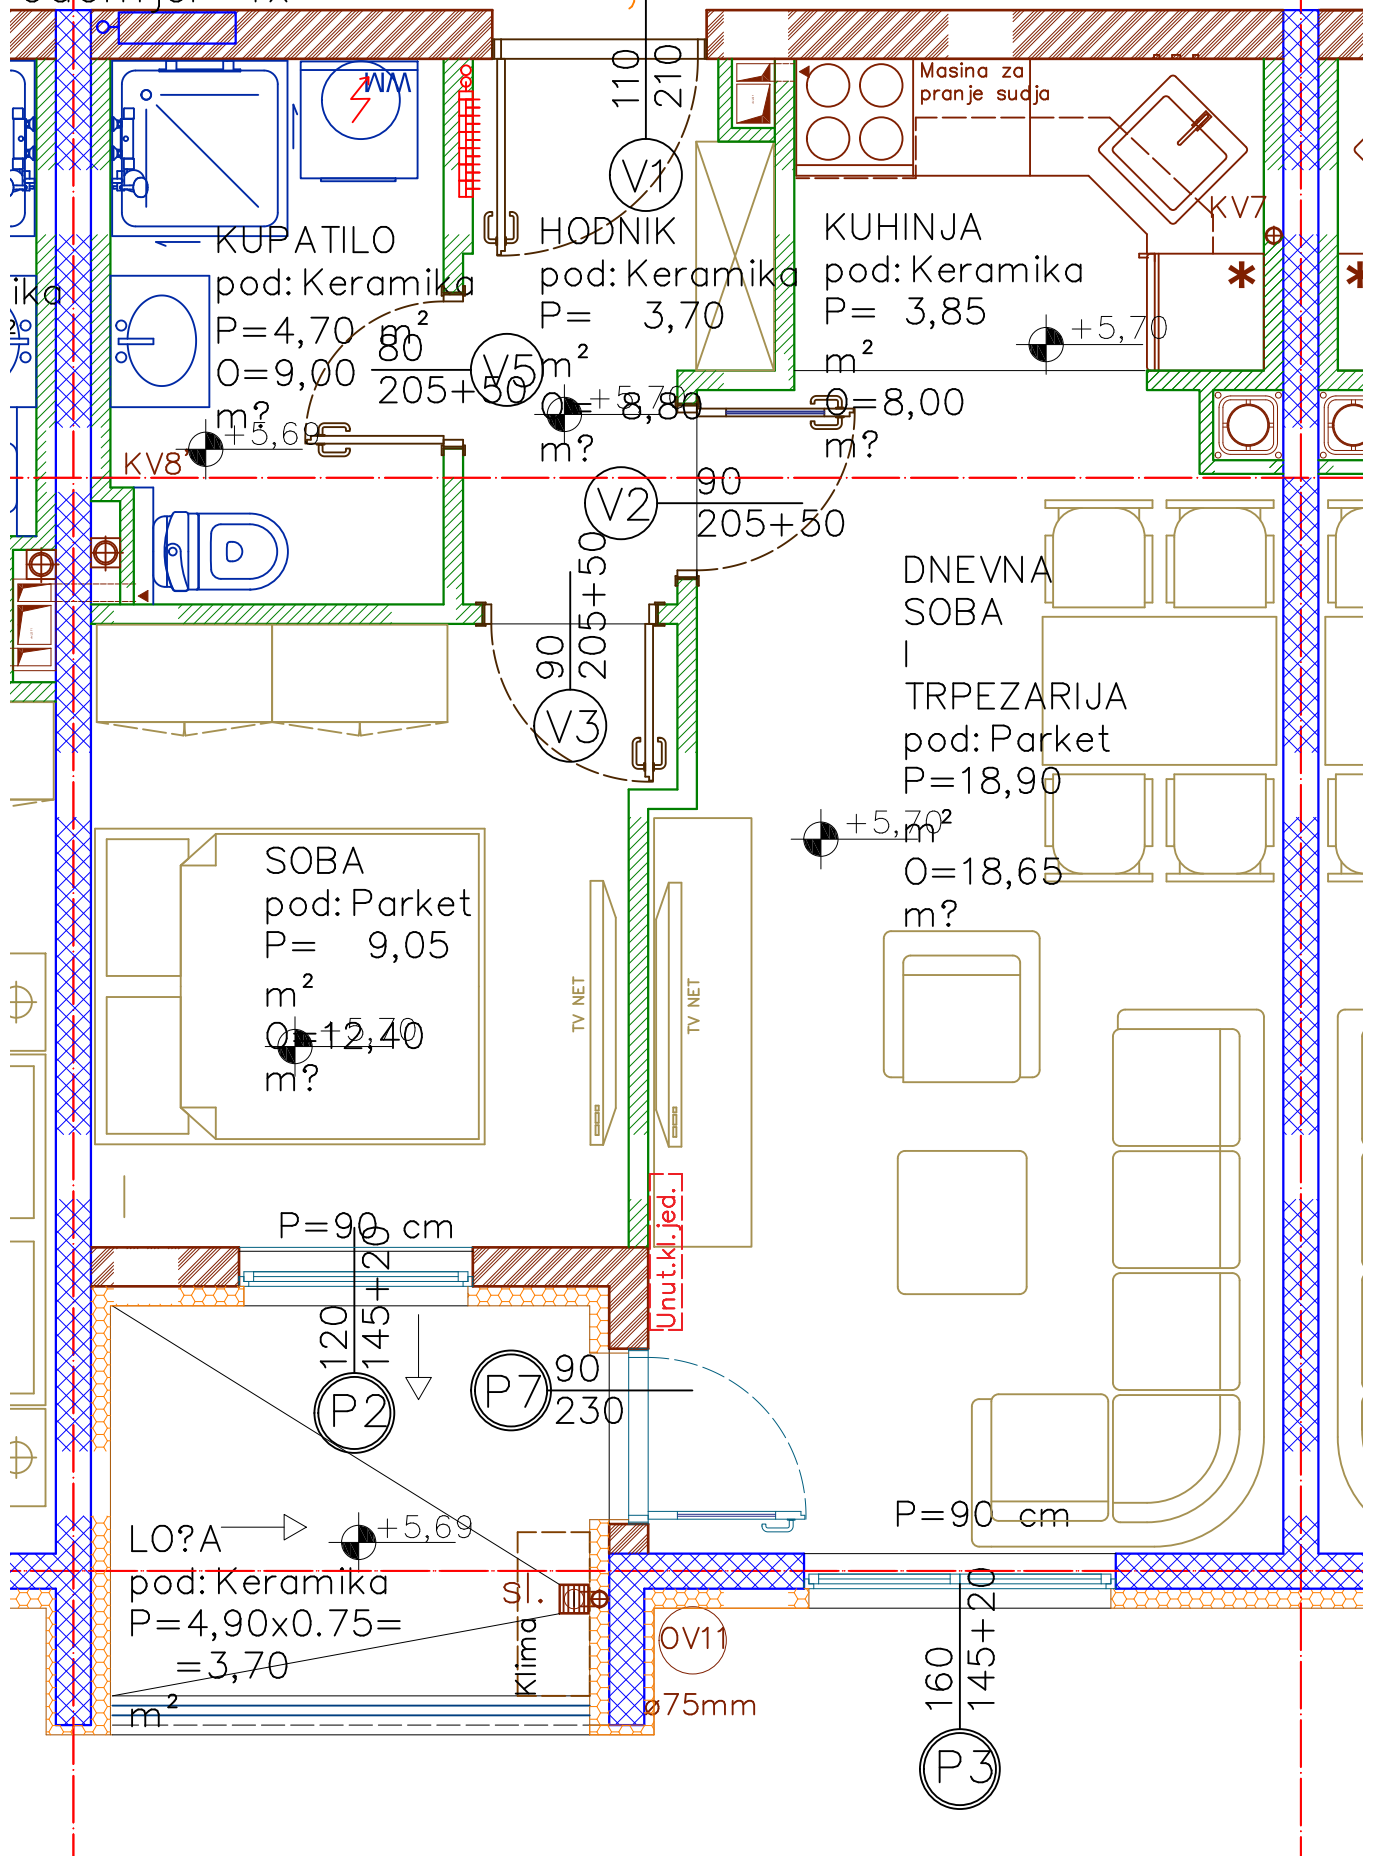 110
210
V1
WM
Masina za
pranje sudja
KV7
KUPATILO
pod: Keramika
P=4,70 m²
O=9,00
m?
+5,69
KV8
80
205+50
V5
HODNIK
pod: Keramika
P= 3,70
m²
O= 8,80
m?
+5,70
KUHINJA
pod: Keramika
P= 3,85
m²
O=8,00
m?
+5,70
V2
90
205+50
90
205+50
V3
DNEVNA
SOBA
I
TRPEZARIJA
pod: Parket
P=18,90
m²
O=18,65
m?
+5,70
SOBA
pod: Parket
P= 9,05
m²
O=12,40
m?
+5,70
TV NET
TV NET
P=90 cm
120
145+20
P2
Unut.kl.jed.
P7
90
230
P=90 cm
LO?A
pod: Keramika
P=4,90x0.75=
=3,70
m²
+5,69
Sl.
Klima
OV11
ø75mm
160
145+20
P3